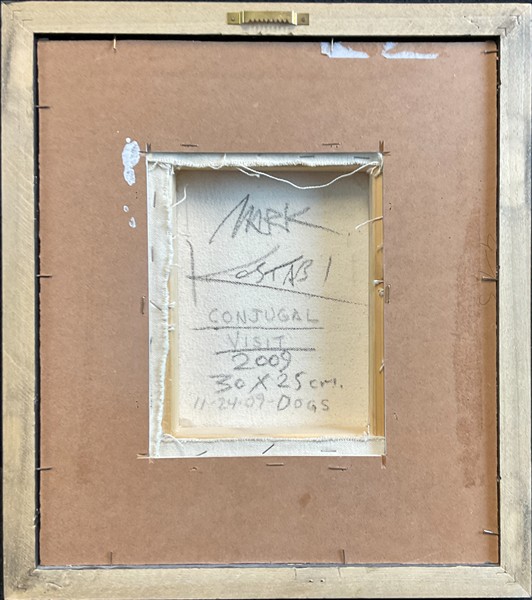 MARK
KOSTABI
CONJUGAL
VISIT
2009
30 X 25 cm.
11-24-09-DOGS